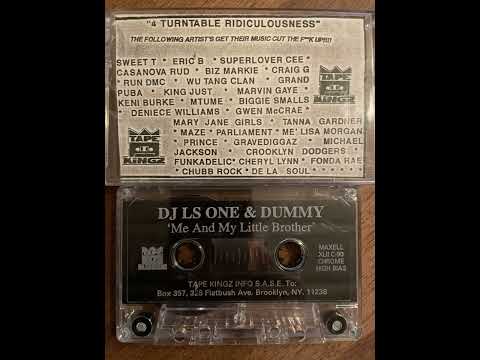 "4 TURNTABLE RIDICULOUSNESS"
THE FOLLOWING ARTIST'S GET THEIR MUSIC CUT THE F**K UP!!!!
SWEET T * ERIC B * SUPERLOVER CEE *
CASANOVA RUD * BIZ MARKIE * CRAIG G
* RUN DMC * WU TANG CLAN * GRAND
PUBA * KING JUST * MARVIN GAYE *
KENI BURKE * MTUME * BIGGIE SMALLS
* DENIECE WILLIAMS * GWEN McCRAE *
MARY JANE GIRLS * TANNA GARDNER
* MAZE * PARLIAMENT * ME' LISA MORGAN
* PRINCE * GRAVEDIGGAZ * MICHAEL
JACKSON * CROOKLYN DODGERS *
FUNKADELIC * CHERYL LYNN * FONDA RAE
* CHUBB ROCK * DE LA SOUL * * * * * *
TAPE
KINGZ
TAPE
KINGZ
DJ LS ONE & DUMMY
'Me And My Little Brother'
MAXELL
XLII C-90
CHROME
HIGH BIAS
TAPE KINGZ INFO S.A.S.E. To:
Box 357, 328 Flatbush Ave. Brooklyn, NY. 11238